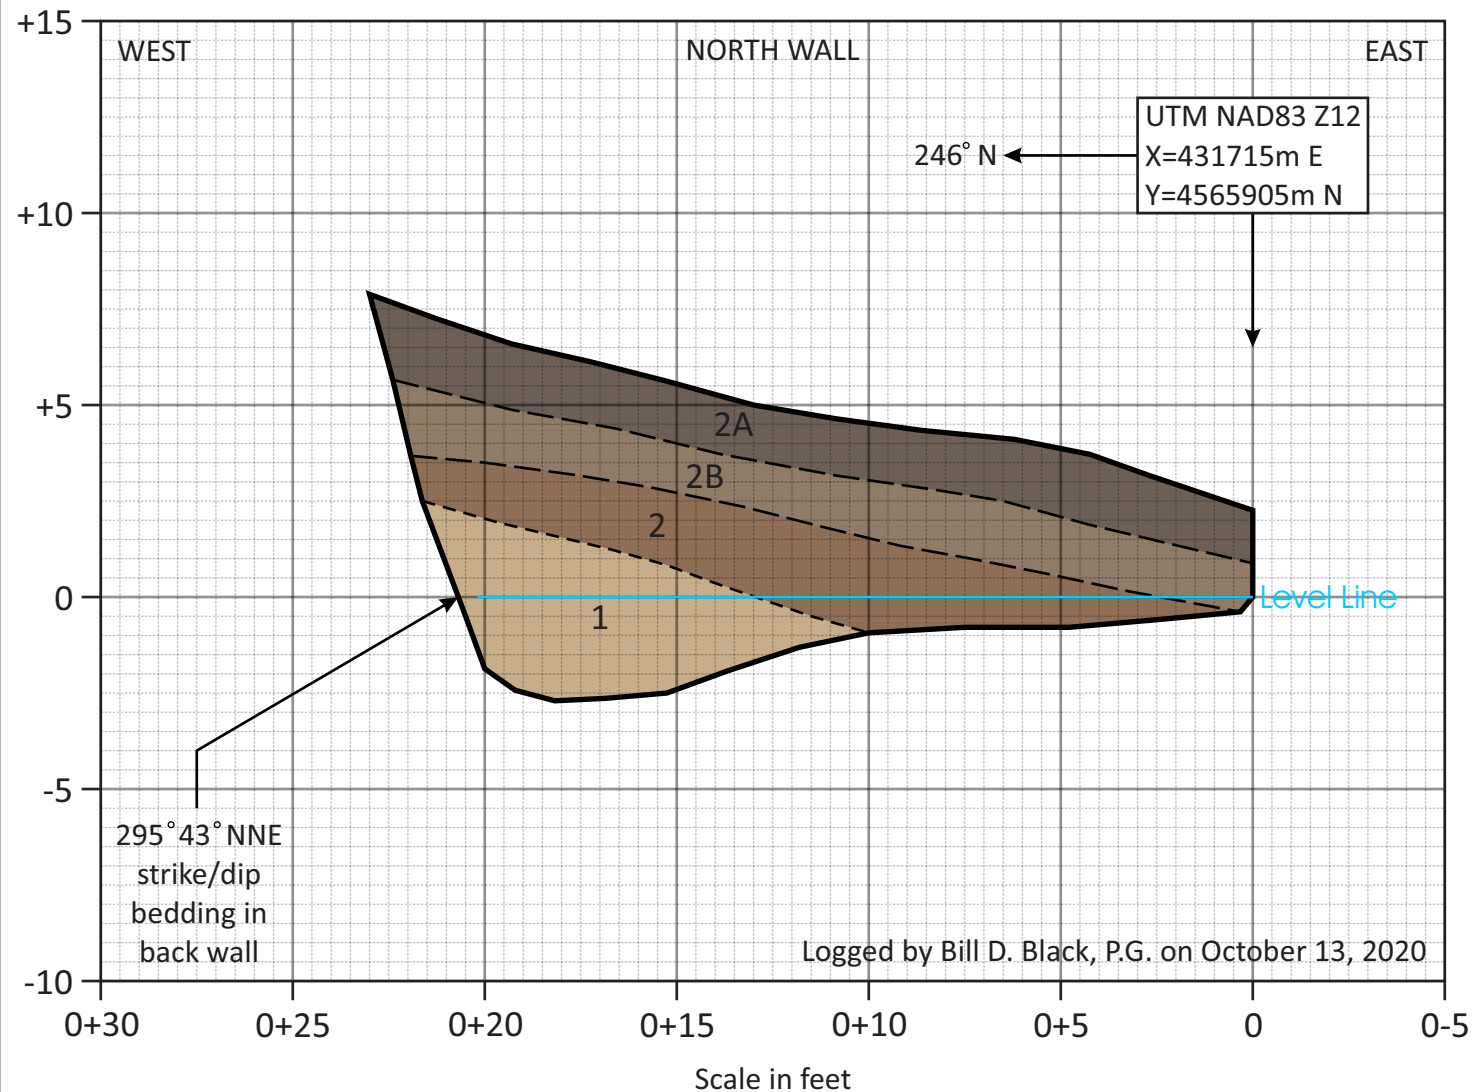 +15
WEST
NORTH WALL
EAST
UTM NAD83 Z12
246° N
X=431715m E
Y=4565905m N
+10
+5
2A
2B
2
0
Level Line
1
-5
295°43° NNE
strike/dip
bedding in
back wall
Logged by Bill D. Black, P.G. on October 13, 2020
-10
0+30
0+25
0+20
0+15
0+10
0+5
0
0-5
Scale in feet